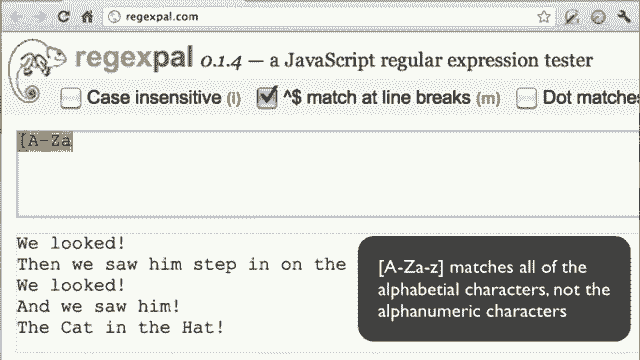 regexpal.com
regexpal 0.1.4 — a JavaScript regular expression tester
Case insensitive (i) ^$ match at line breaks (m) Dot matches
[A-Za
We looked!
Then we saw him step in on the
We looked!
And we saw him!
The Cat in the Hat!
[A-Za-z] matches all of the
alphabetial characters, not the
alphanumeric characters